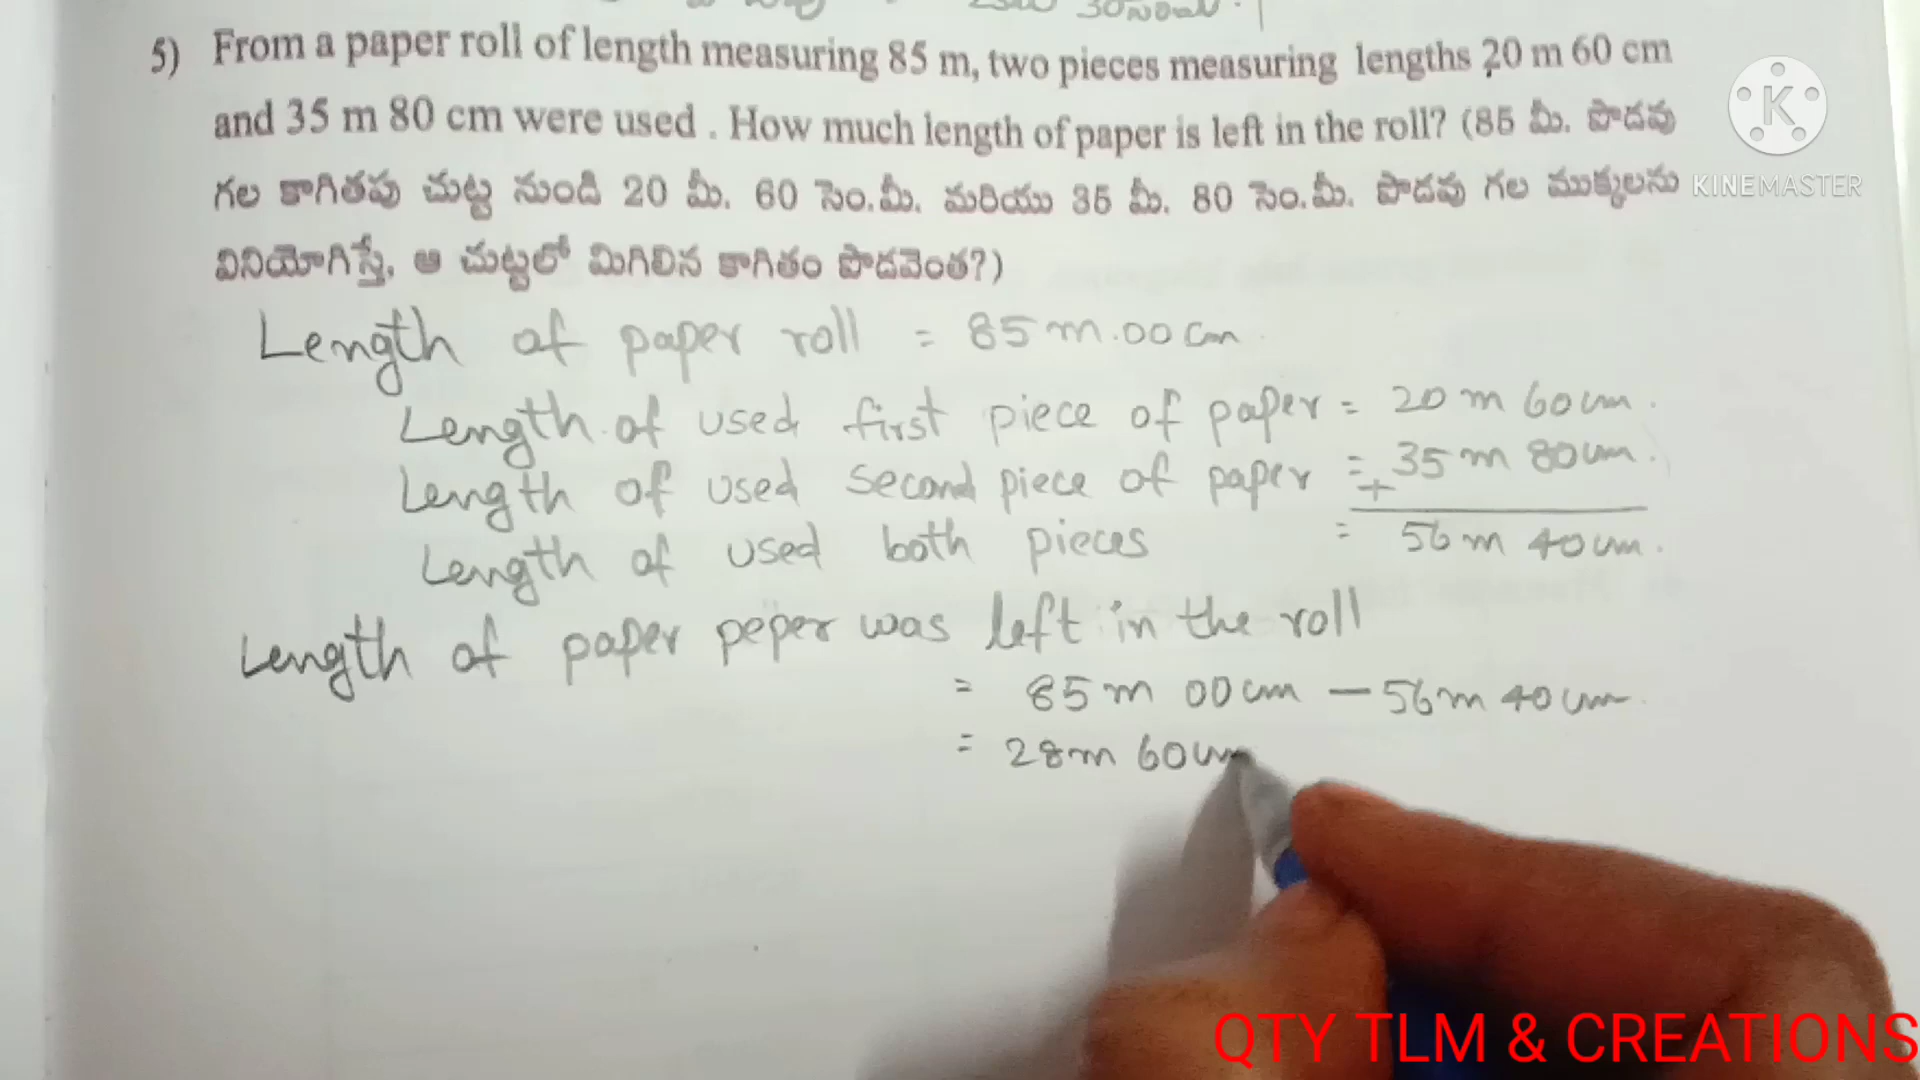 5) From a paper roll of length measuring 85 m, two pieces measuring lengths 20 m 60 cm
and 35 m 80 cm were used . How much length of paper is left in the roll? (85 మీ. పొడవు
గల కాగితపు చుట్ట నుండి 20 మీ. 60 సెం.మీ. మరియు 35 మీ. 80 సెం.మీ. పొడవు గల ముక్కలను
వినియోగిస్తే, ఆ చుట్టలో మిగిలిన కాగితం పొడవెంత?)
KINEMASTER
Length of paper roll = 85 m .00 cm
Length of used first piece of paper = 20 m 60 cm.
Length of used second piece of paper = + 35 m 80 cm.
Length of used both pieces = 56 m 40 cm.
Length of paper peper was left in the roll
= 85 m 00 cm – 56 m 40 cm.
= 28 m 60 cm
QTY TLM & CREATIONS